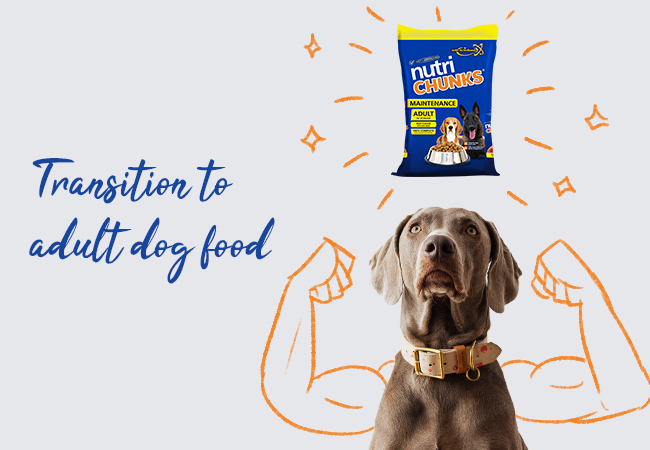 nutri
CHUNKS
MAINTENANCE
ADULT
Transition to
adult dog food